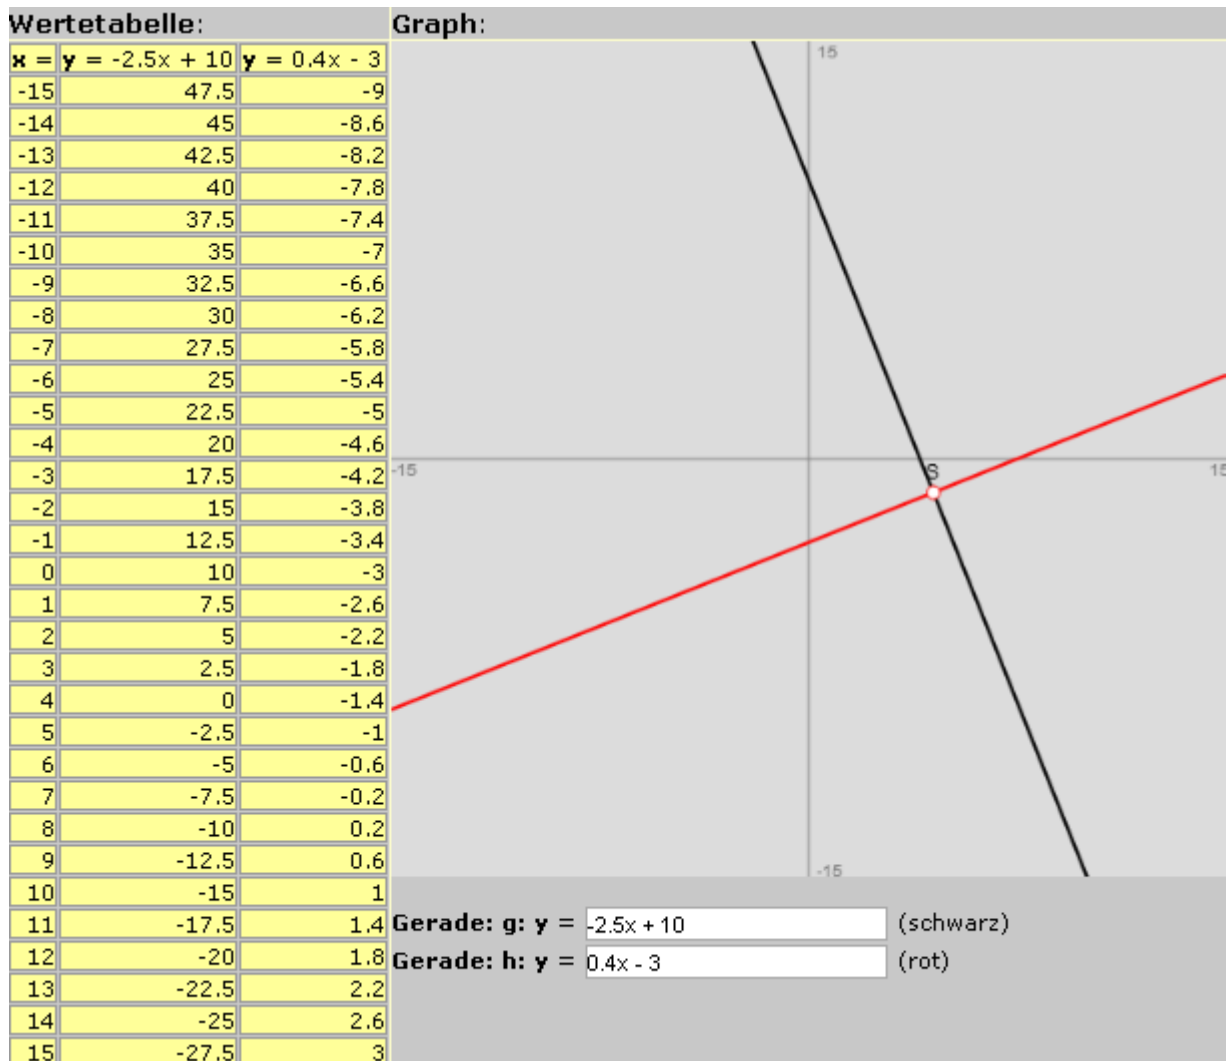 Wertetabelle:
x = y = -2.5x + 10 y = 0.4x - 3
-15 47.5 -9
-14 45 -8.6
-13 42.5 -8.2
-12 40 -7.8
-11 37.5 -7.4
-10 35 -7
-9 32.5 -6.6
-8 30 -6.2
-7 27.5 -5.8
-6 25 -5.4
-5 22.5 -5
-4 20 -4.6
-3 17.5 -4.2
-2 15 -3.8
-1 12.5 -3.4
0 10 -3
1 7.5 -2.6
2 5 -2.2
3 2.5 -1.8
4 0 -1.4
5 -2.5 -1
6 -5 -0.6
7 -7.5 -0.2
8 -10 0.2
9 -12.5 0.6
10 -15 1
11 -17.5 1.4
12 -20 1.8
13 -22.5 2.2
14 -25 2.6
15 -27.5 3
Graph:
15
-15 S 15
-15
Gerade: g: y = -2.5x + 10 (schwarz)
Gerade: h: y = 0.4x - 3 (rot)